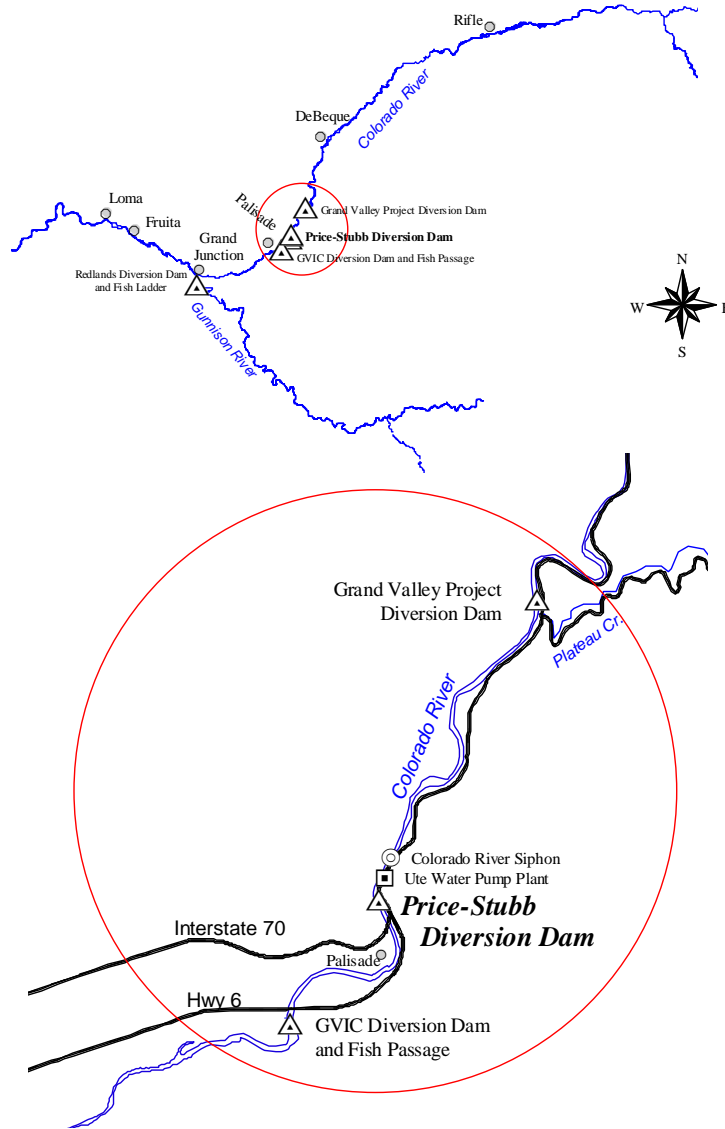 Rifle
Colorado River
DeBeque
Loma
Fruita
Palisade
Grand Valley Project Diversion Dam
Price-Stubb Diversion Dam
Grand
Junction
GVIC Diversion Dam and Fish Passage
Redlands Diversion Dam
and Fish Ladder
Gunnison River
N
W
E
S
Grand Valley Project
Diversion Dam
Plateau Cr.
Colorado River
Colorado River Siphon
Ute Water Pump Plant
Price-Stubb
Diversion Dam
Interstate 70
Palisade
Hwy 6
GVIC Diversion Dam
and Fish Passage